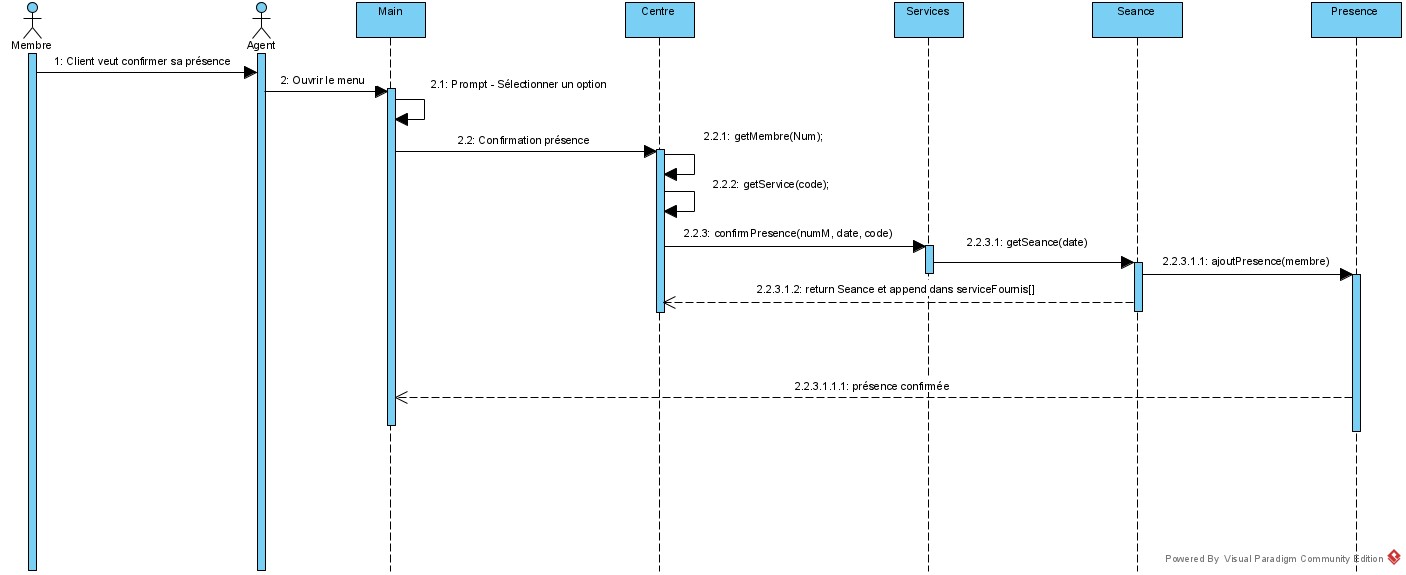 Main
Centre
Services
Seance
Presence
Membre
Agent
1: Client veut confirmer sa présence
2: Ouvrir le menu
2.1: Prompt - Sélectionner un option
2.2: Confirmation présence
2.2.1: getMembre(Num);
2.2.2: getService(code);
2.2.3: confirmPresence(numM, date, code)
2.2.3.1: getSeance(date)
2.2.3.1.1: ajoutPresence(membre)
2.2.3.1.2: return Seance et append dans serviceFournis[]
2.2.3.1.1.1: présence confirmée
Powered By Visual Paradigm Community Edition